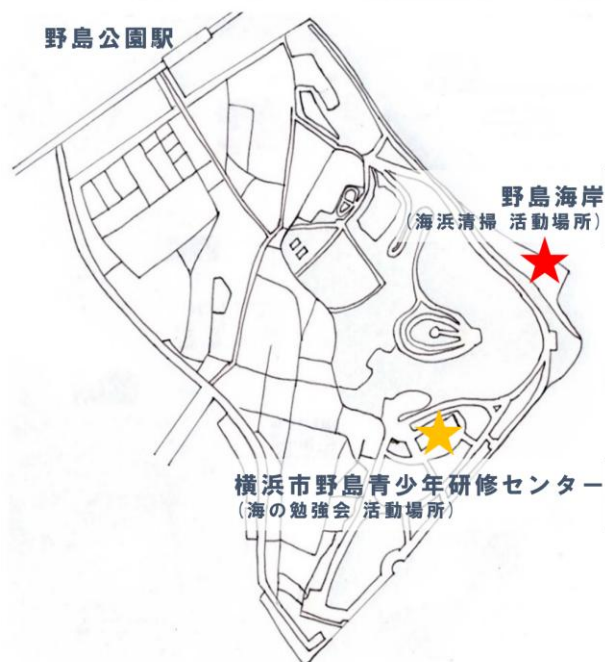 野島公園駅
野島海岸
(海浜清掃 活動場所)
横浜市野島青少年研修センター
(海の勉強会 活動場所)